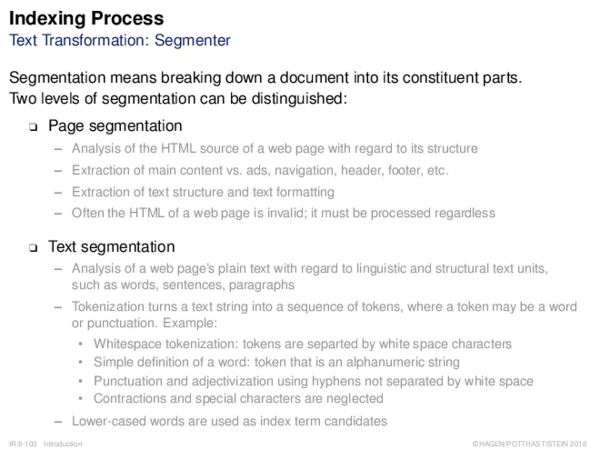 Indexing Process
Text Transformation: Segmenter
Segmentation means breaking down a document into its constituent parts.
Two levels of segmentation can be distinguished:
❑ Page segmentation
– Analysis of the HTML source of a web page with regard to its structure
– Extraction of main content vs. ads, navigation, header, footer, etc.
– Extraction of text structure and text formatting
– Often the HTML of a web page is invalid; it must be processed regardless
❑ Text segmentation
– Analysis of a web page's plain text with regard to linguistic and structural text units,
such as words, sentences, paragraphs
– Tokenization turns a text string into a sequence of tokens, where a token may be a word
or punctuation. Example:
• Whitespace tokenization: tokens are separted by white space characters
• Simple definition of a word: token that is an alphanumeric string
• Punctuation and adjectivization using hyphens not separated by white space
• Contractions and special characters are neglected
– Lower-cased words are used as index term candidates
IR:II-103 Introduction
©HAGEN/POTTHAST/STEIN 2018